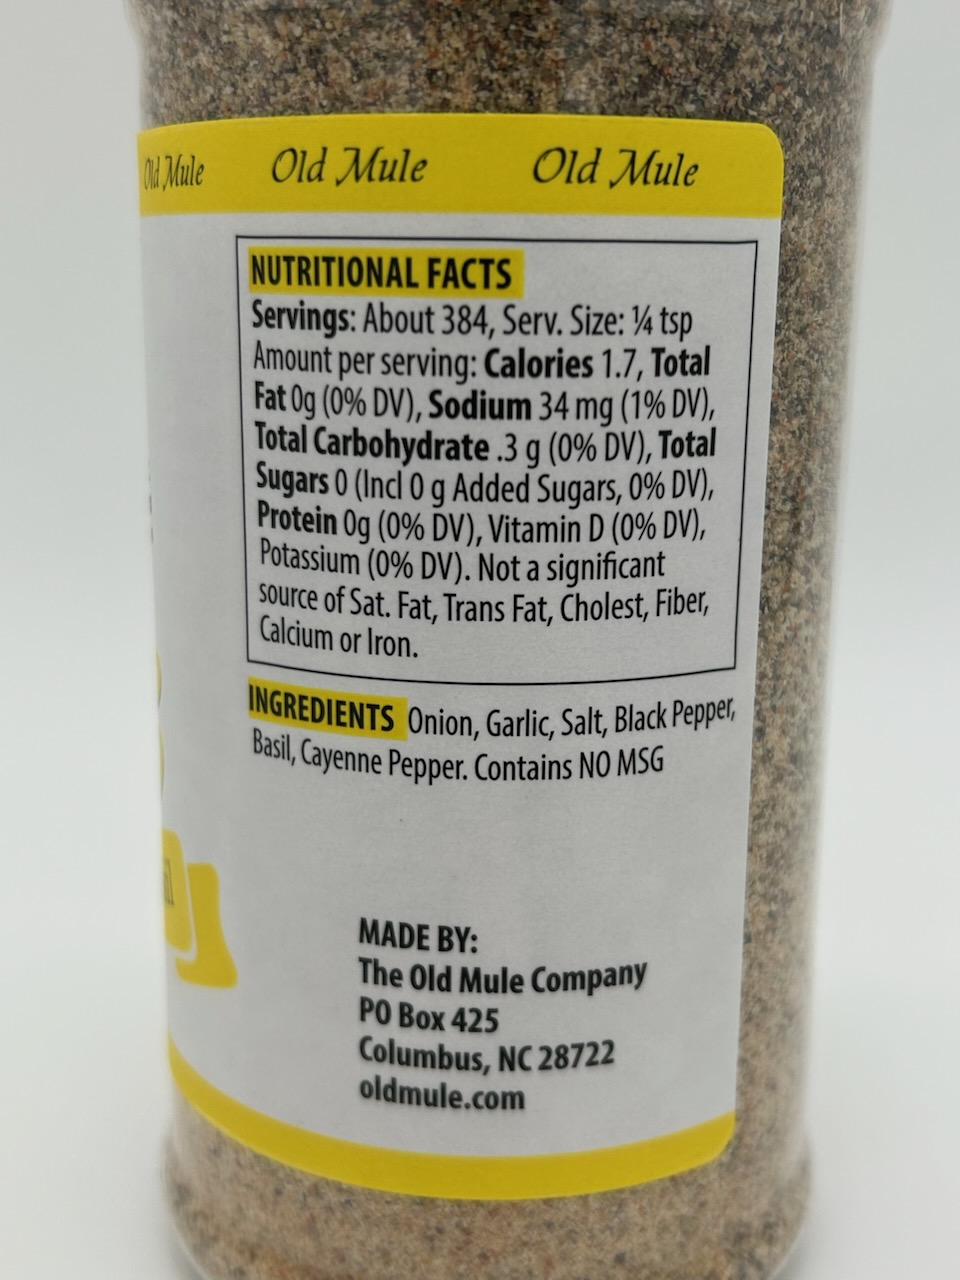 Old Mule Old Mule Old Mule
NUTRITIONAL FACTS
Servings: About 384, Serv. Size: ¼ tsp
Amount per serving: Calories 1.7, Total
Fat 0g (0% DV), Sodium 34 mg (1% DV),
Total Carbohydrate .3 g (0% DV), Total
Sugars 0 (Incl 0 g Added Sugars, 0% DV),
Protein 0g (0% DV), Vitamin D (0% DV),
Potassium (0% DV). Not a significant
source of Sat. Fat, Trans Fat, Cholest, Fiber,
Calcium or Iron.
INGREDIENTS Onion, Garlic, Salt, Black Pepper,
Basil, Cayenne Pepper. Contains NO MSG
MADE BY:
The Old Mule Company
PO Box 425
Columbus, NC 28722
oldmule.com